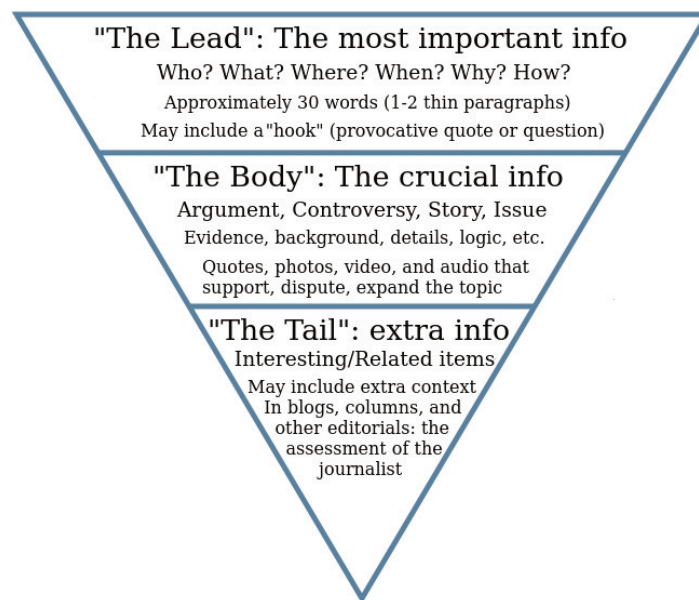 "The Lead": The most important info
Who? What? Where? When? Why? How?
Approximately 30 words (1-2 thin paragraphs)
May include a"hook" (provocative quote or question)
"The Body": The crucial info
Argument, Controversy, Story, Issue
Evidence, background, details, logic, etc.
Quotes, photos, video, and audio that
support, dispute, expand the topic
"The Tail": extra info
Interesting/Related items
May include extra context
In blogs, columns, and
other editorials: the
assessment of the
journalist